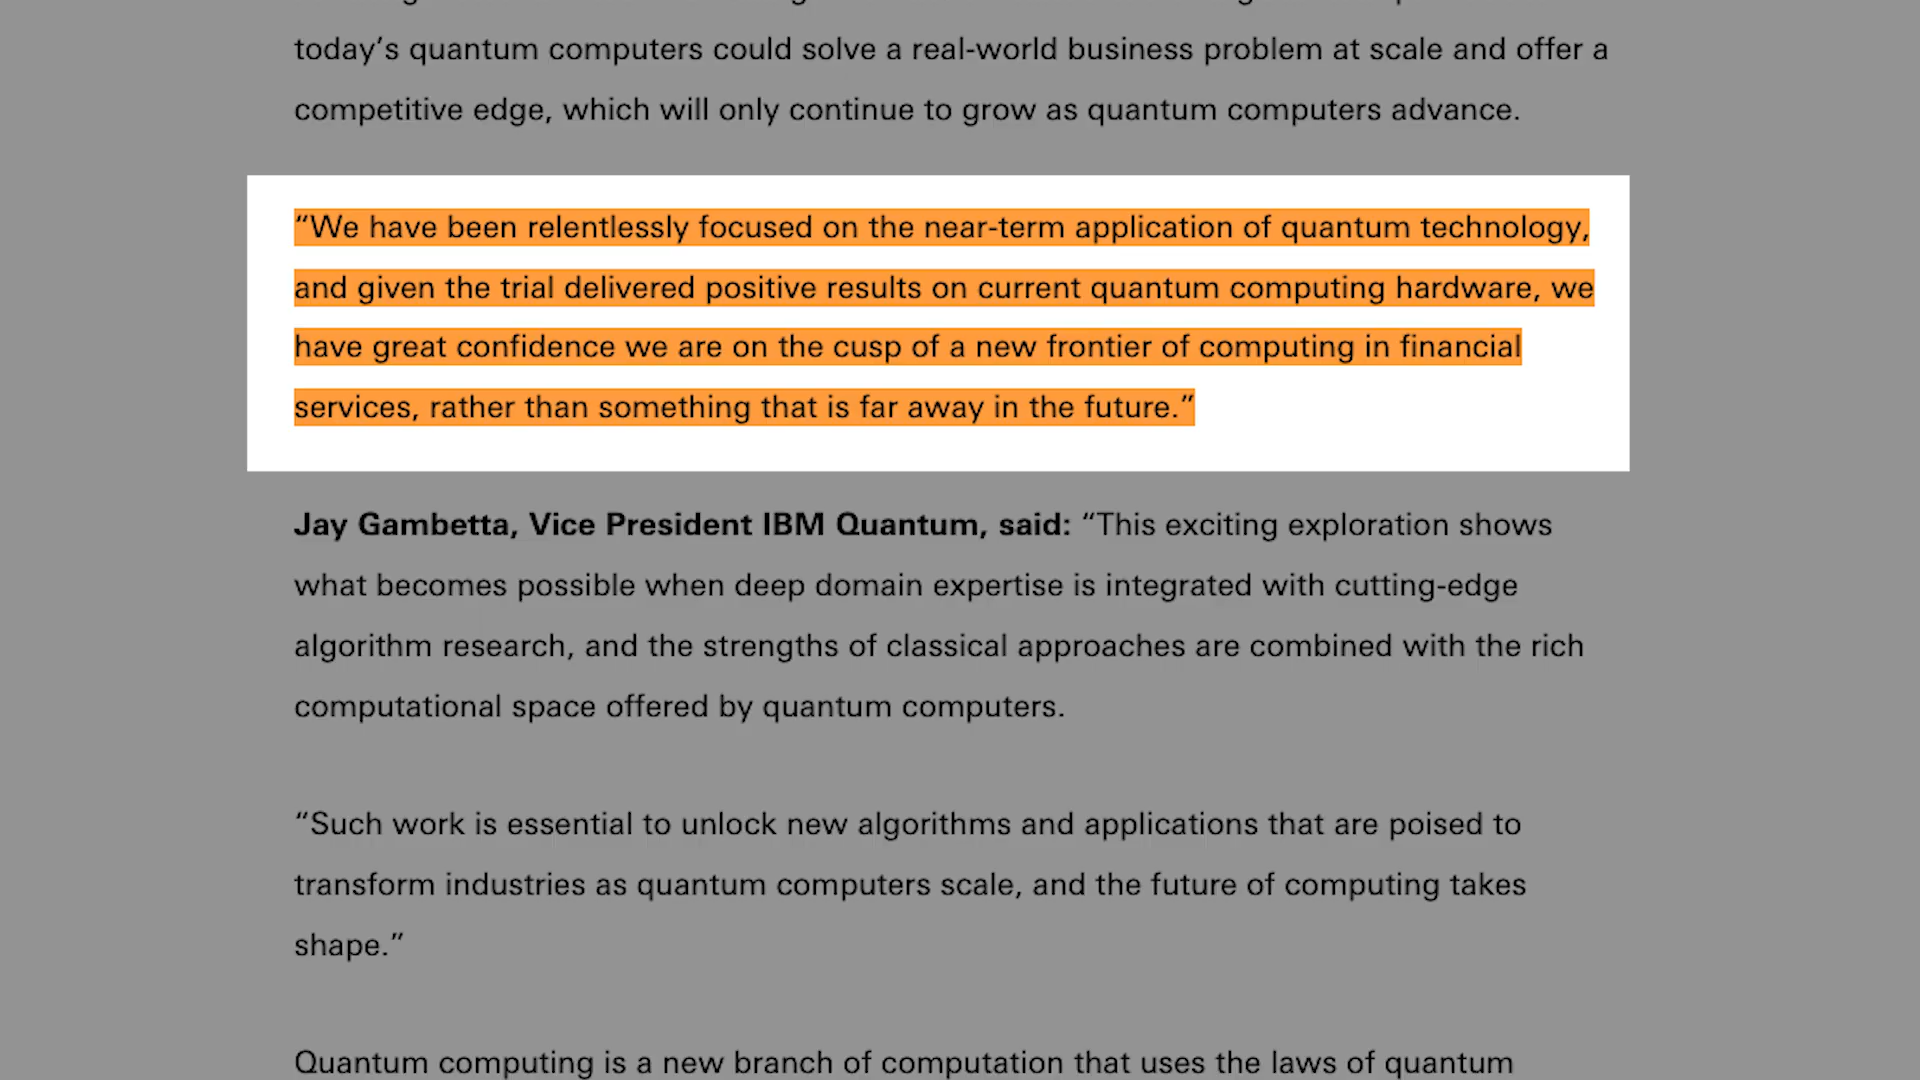 today’s quantum computers could solve a real-world business problem at scale and offer a
competitive edge, which will only continue to grow as quantum computers advance.
“We have been relentlessly focused on the near-term application of quantum technology,
and given the trial delivered positive results on current quantum computing hardware, we
have great confidence we are on the cusp of a new frontier of computing in financial
services, rather than something that is far away in the future.”
Jay Gambetta, Vice President IBM Quantum, said: “This exciting exploration shows
what becomes possible when deep domain expertise is integrated with cutting-edge
algorithm research, and the strengths of classical approaches are combined with the rich
computational space offered by quantum computers.
“Such work is essential to unlock new algorithms and applications that are poised to
transform industries as quantum computers scale, and the future of computing takes
shape.”
Quantum computing is a new branch of computation that uses the laws of quantum